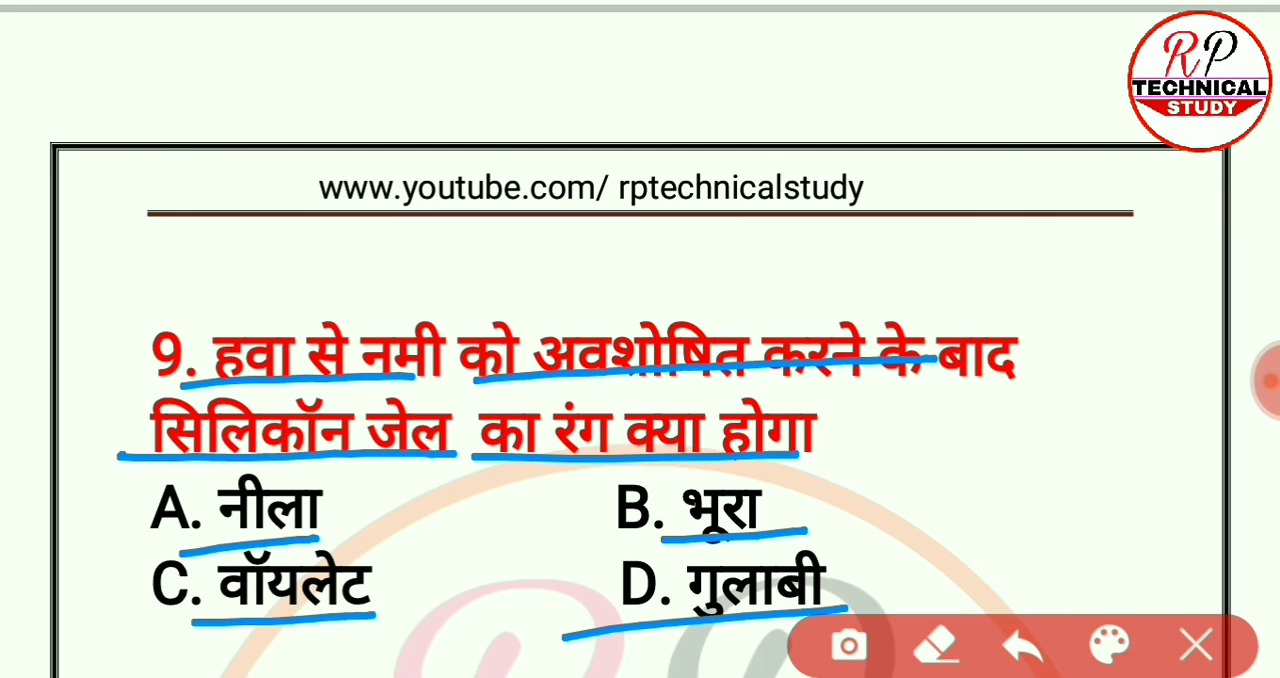 RP
TECHNICAL
STUDY
www.youtube.com/ rptechnicalstudy
9. हवा से नमी को अवशोषित करने के बाद
सिलिकॉन जेल का रंग क्या होगा
A. नीला B. भूरा
C. वॉयलेट D. गुलाबी